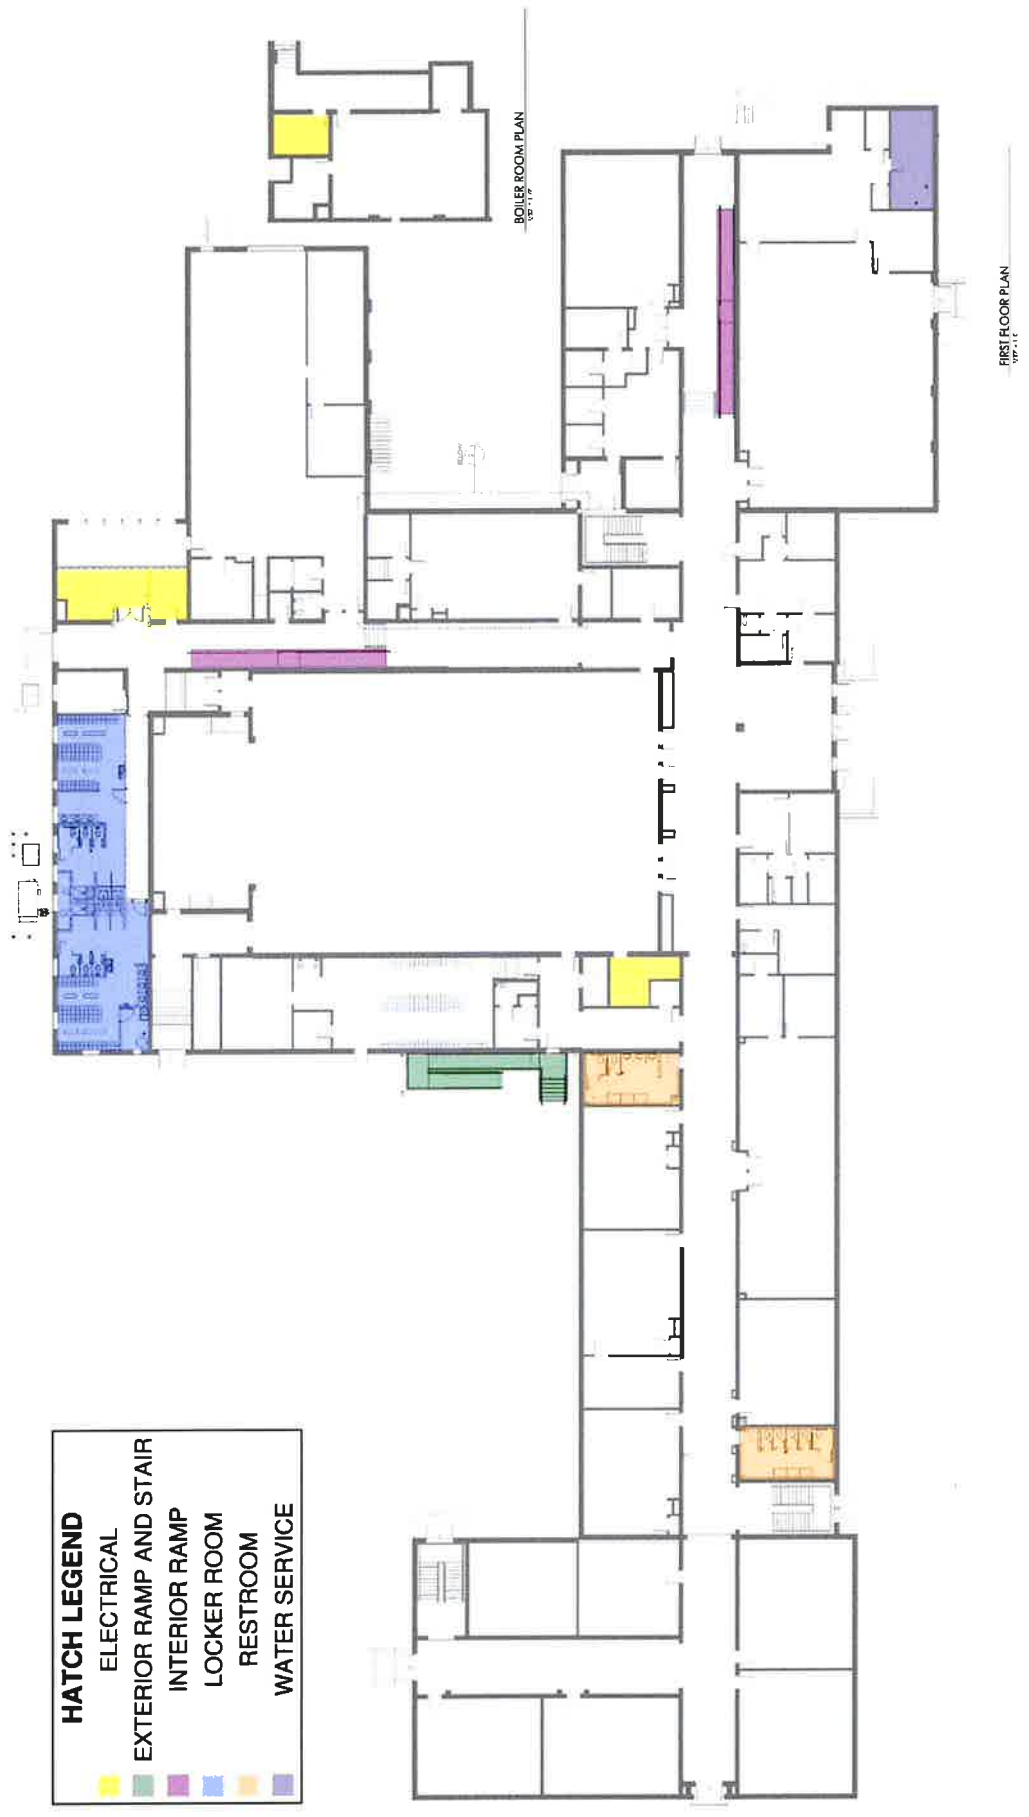 HATCH LEGEND
ELECTRICAL
EXTERIOR RAMP AND STAIR
INTERIOR RAMP
LOCKER ROOM
RESTROOM
WATER SERVICE
BOILER ROOM PLAN
FIRST FLOOR PLAN